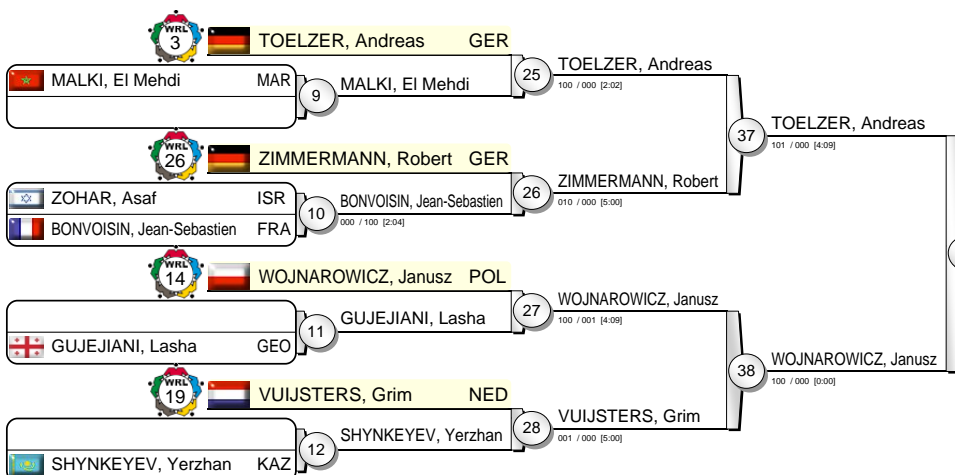 WRL 3 TOELZER, Andreas GER
MALKI, El Mehdi MAR
9 MALKI, El Mehdi
25 TOELZER, Andreas
100 / 000 [2:02]
WRL 26 ZIMMERMANN, Robert GER
ZOHAR, Asaf ISR
BONVOISIN, Jean-Sebastien FRA
10 BONVOISIN, Jean-Sebastien
000 / 100 [2:04]
26 ZIMMERMANN, Robert
010 / 000 [5:00]
37 TOELZER, Andreas
101 / 000 [4:09]
WRL 14 WOJNAROWICZ, Janusz POL
GUJEJIANI, Lasha GEO
11 GUJEJIANI, Lasha
27 WOJNAROWICZ, Janusz
100 / 001 [4:09]
WRL 19 VUIJSTERS, Grim NED
SHYNKEYEV, Yerzhan KAZ
12 SHYNKEYEV, Yerzhan
28 VUIJSTERS, Grim
001 / 000 [5:00]
38 WOJNAROWICZ, Janusz
100 / 000 [0:00]